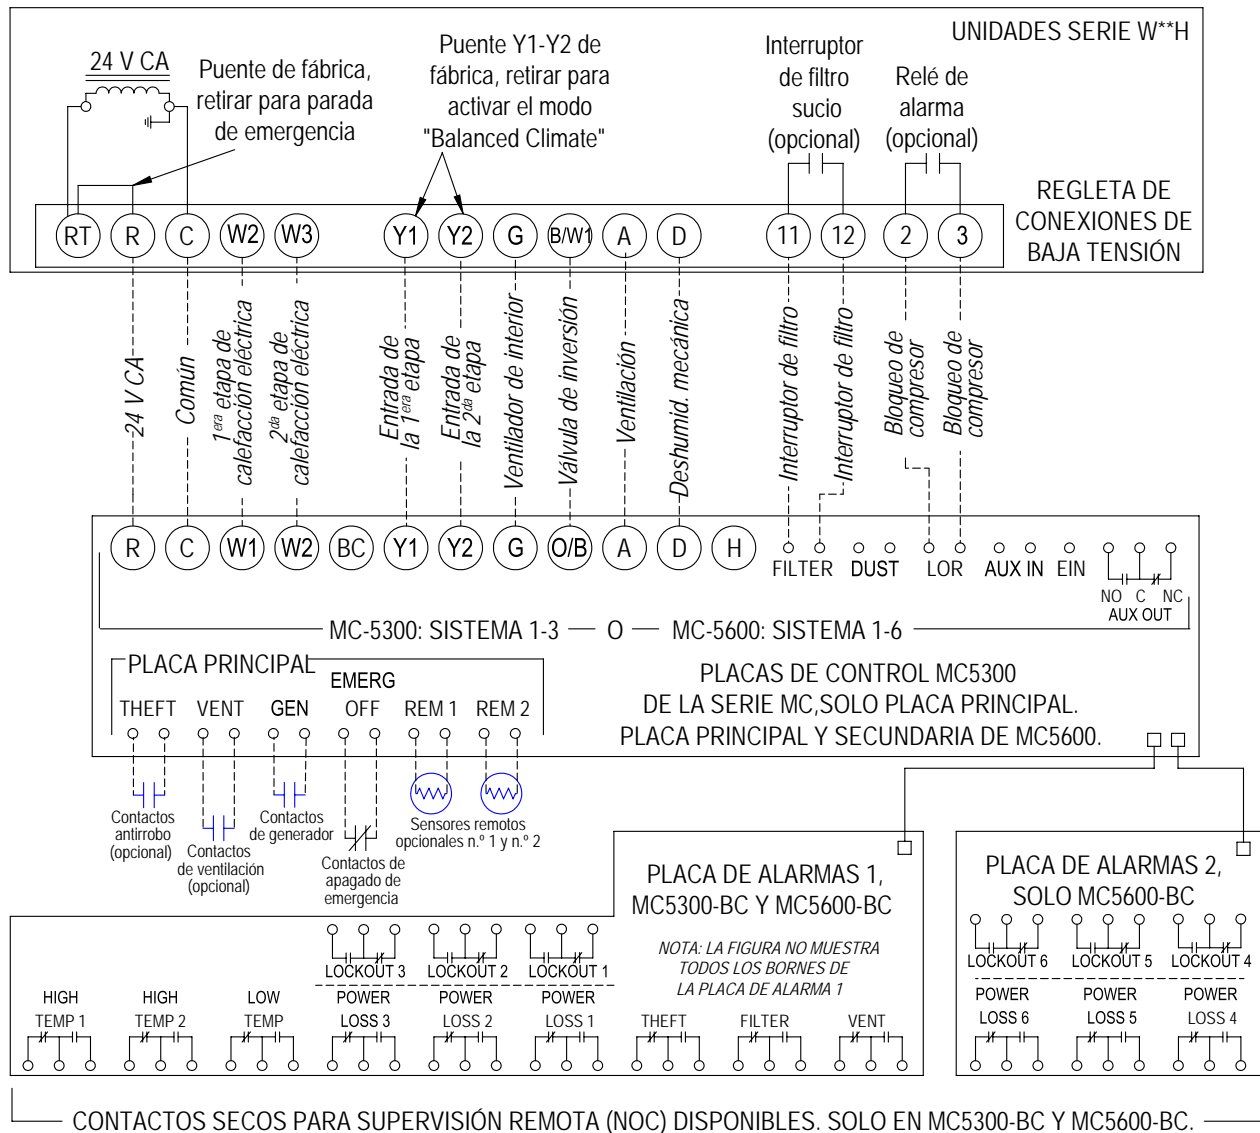 UNIDADES SERIE W**H
24 V CA
Puente de fábrica,
retirar para parada
de emergencia
Puente Y1-Y2 de
fábrica, retirar para
activar el modo
"Balanced Climate"
Interruptor
de filtro
sucio
(opcional)
Relé de
alarma
(opcional)
REGLETA DE
CONEXIONES DE
BAJA TENSIÓN
RT R C W2 W3 Y1 Y2 G B/W1 A D 11 12 2 3
24 V CA
Común
1era etapa de
calefacción eléctrica
2da etapa de
calefacción eléctrica
Entrada de
la 1era etapa
Entrada de
la 2da etapa
Ventilador de interior
Válvula de inversión
Ventilación
Deshumid. mecánica
Interruptor de filtro
Interruptor de filtro
Bloqueo de
compresor
Bloqueo de
compresor
R C W1 W2 BC Y1 Y2 G O/B A D H
FILTER DUST LOR AUX IN EIN
NO C NC
AUX OUT
MC-5300: SISTEMA 1-3 O MC-5600: SISTEMA 1-6
PLACA PRINCIPAL
THEFT VENT GEN
EMERG
OFF
REM 1 REM 2
PLACAS DE CONTROL MC5300
DE LA SERIE MC,SOLO PLACA PRINCIPAL.
PLACA PRINCIPAL Y SECUNDARIA DE MC5600.
Contactos
antirrobo
(opcional)
Contactos
de ventilación
(opcional)
Contactos
de generador
Contactos de
apagado de
emergencia
Sensores remotos
opcionales n.º 1 y n.º 2
PLACA DE ALARMAS 1,
MC5300-BC Y MC5600-BC
NOTA: LA FIGURA NO MUESTRA
TODOS LOS BORNES DE
LA PLACA DE ALARMA 1
LOCKOUT 3 LOCKOUT 2 LOCKOUT 1
HIGH
TEMP 1
HIGH
TEMP 2
LOW
TEMP
POWER
LOSS 3
POWER
LOSS 2
POWER
LOSS 1
THEFT
FILTER
VENT
PLACA DE ALARMAS 2,
SOLO MC5600-BC
LOCKOUT 6 LOCKOUT 5 LOCKOUT 4
POWER
LOSS 6
POWER
LOSS 5
POWER
LOSS 4
CONTACTOS SECOS PARA SUPERVISIÓN REMOTA (NOC) DISPONIBLES. SOLO EN MC5300-BC Y MC5600-BC.